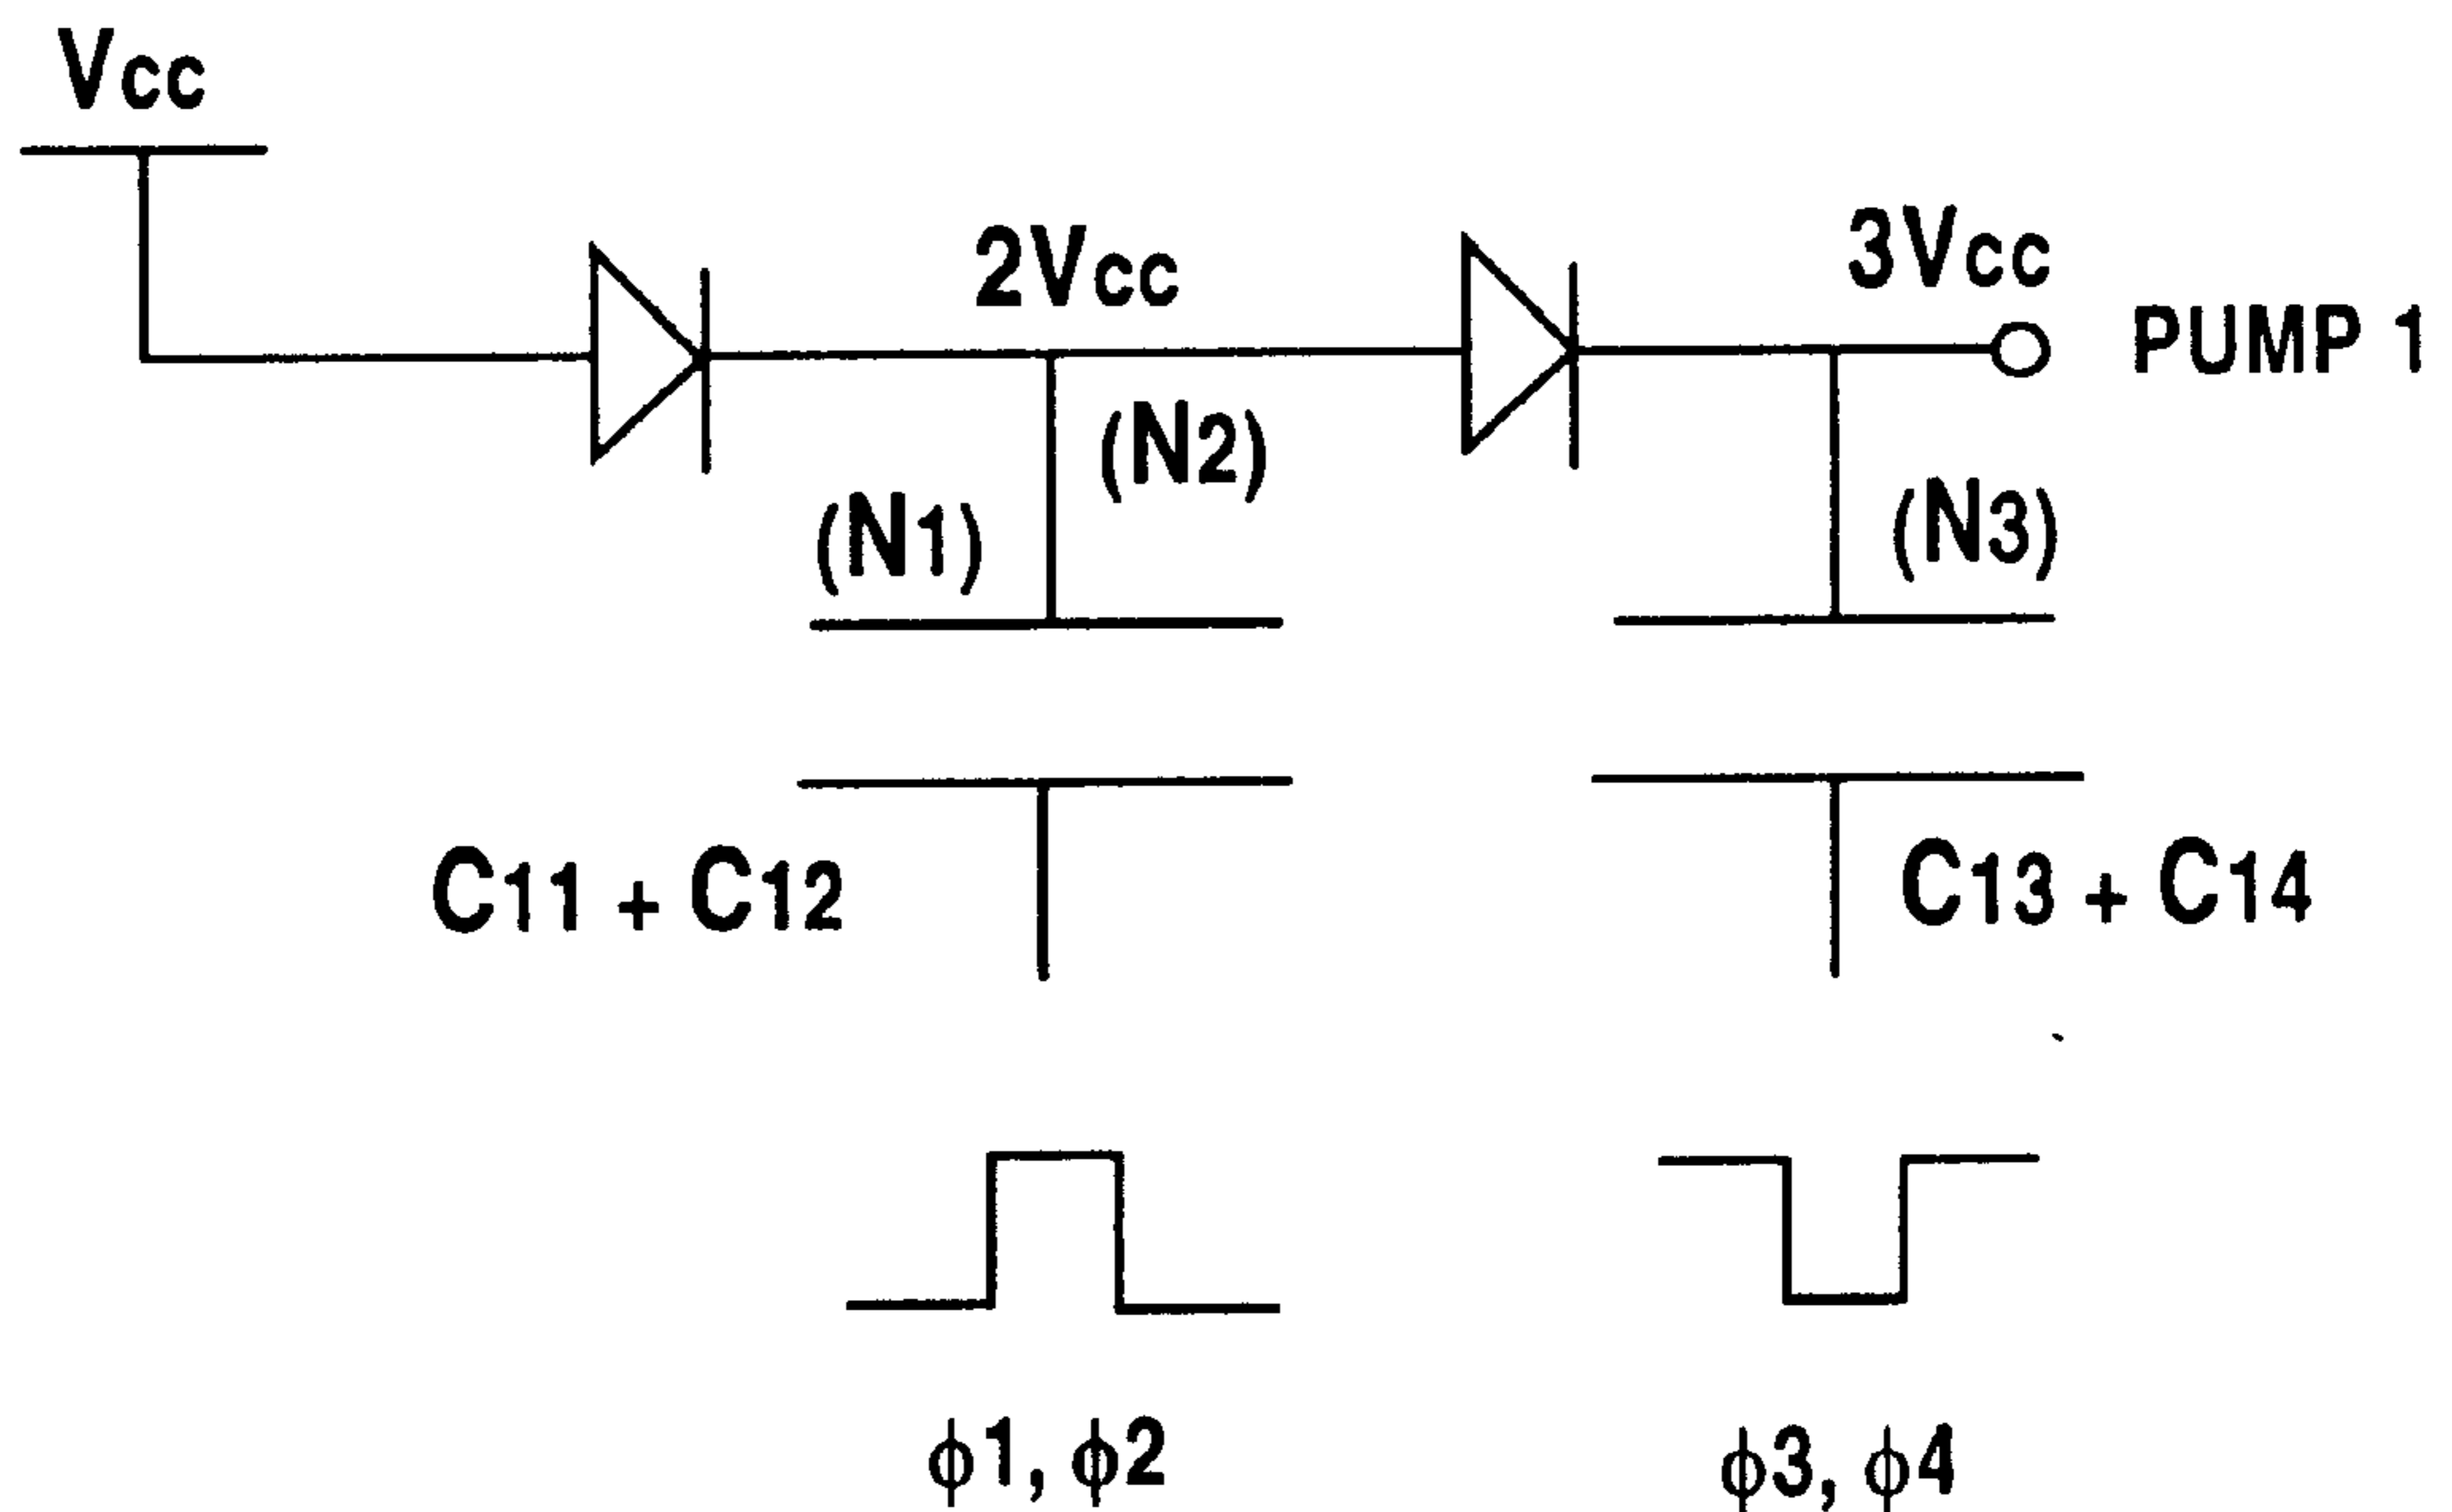 Vcc
2Vcc
3Vcc
PUMP 1
(N2)
(N1)
(N3)
C11 + C12
C13 + C14
ϕ1, ϕ2
ϕ3, ϕ4